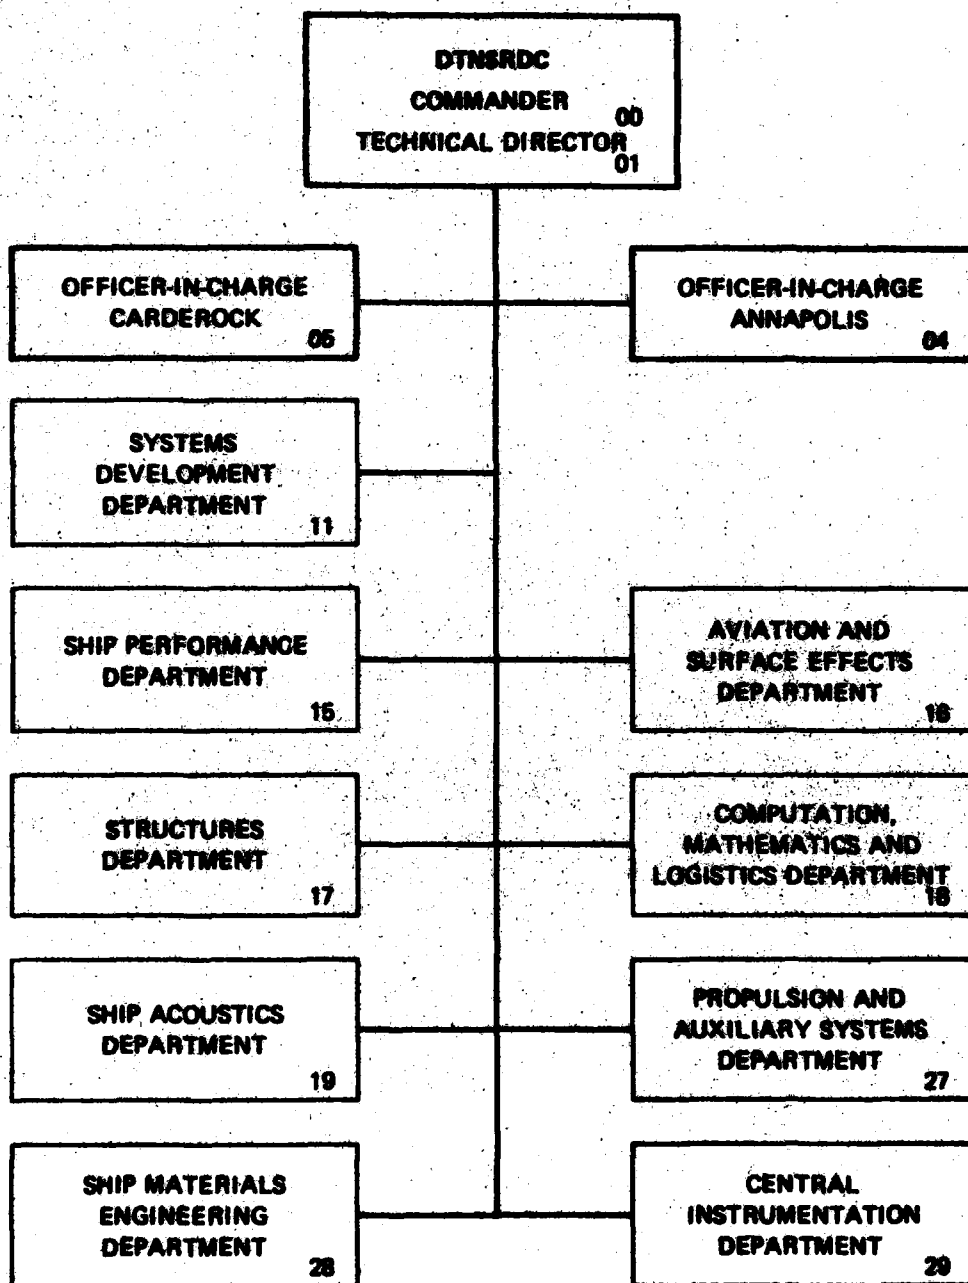 DTNSRDC
COMMANDER 00
TECHNICAL DIRECTOR 01
OFFICER-IN-CHARGE
CARDEROCK
05
OFFICER-IN-CHARGE
ANNAPOLIS
04
SYSTEMS
DEVELOPMENT
DEPARTMENT
11
SHIP PERFORMANCE
DEPARTMENT
15
AVIATION AND
SURFACE EFFECTS
DEPARTMENT
16
STRUCTURES
DEPARTMENT
17
COMPUTATION,
MATHEMATICS AND
LOGISTICS DEPARTMENT
18
SHIP ACOUSTICS
DEPARTMENT
19
PROPULSION AND
AUXILIARY SYSTEMS
DEPARTMENT
27
SHIP MATERIALS
ENGINEERING
DEPARTMENT
28
CENTRAL
INSTRUMENTATION
DEPARTMENT
29